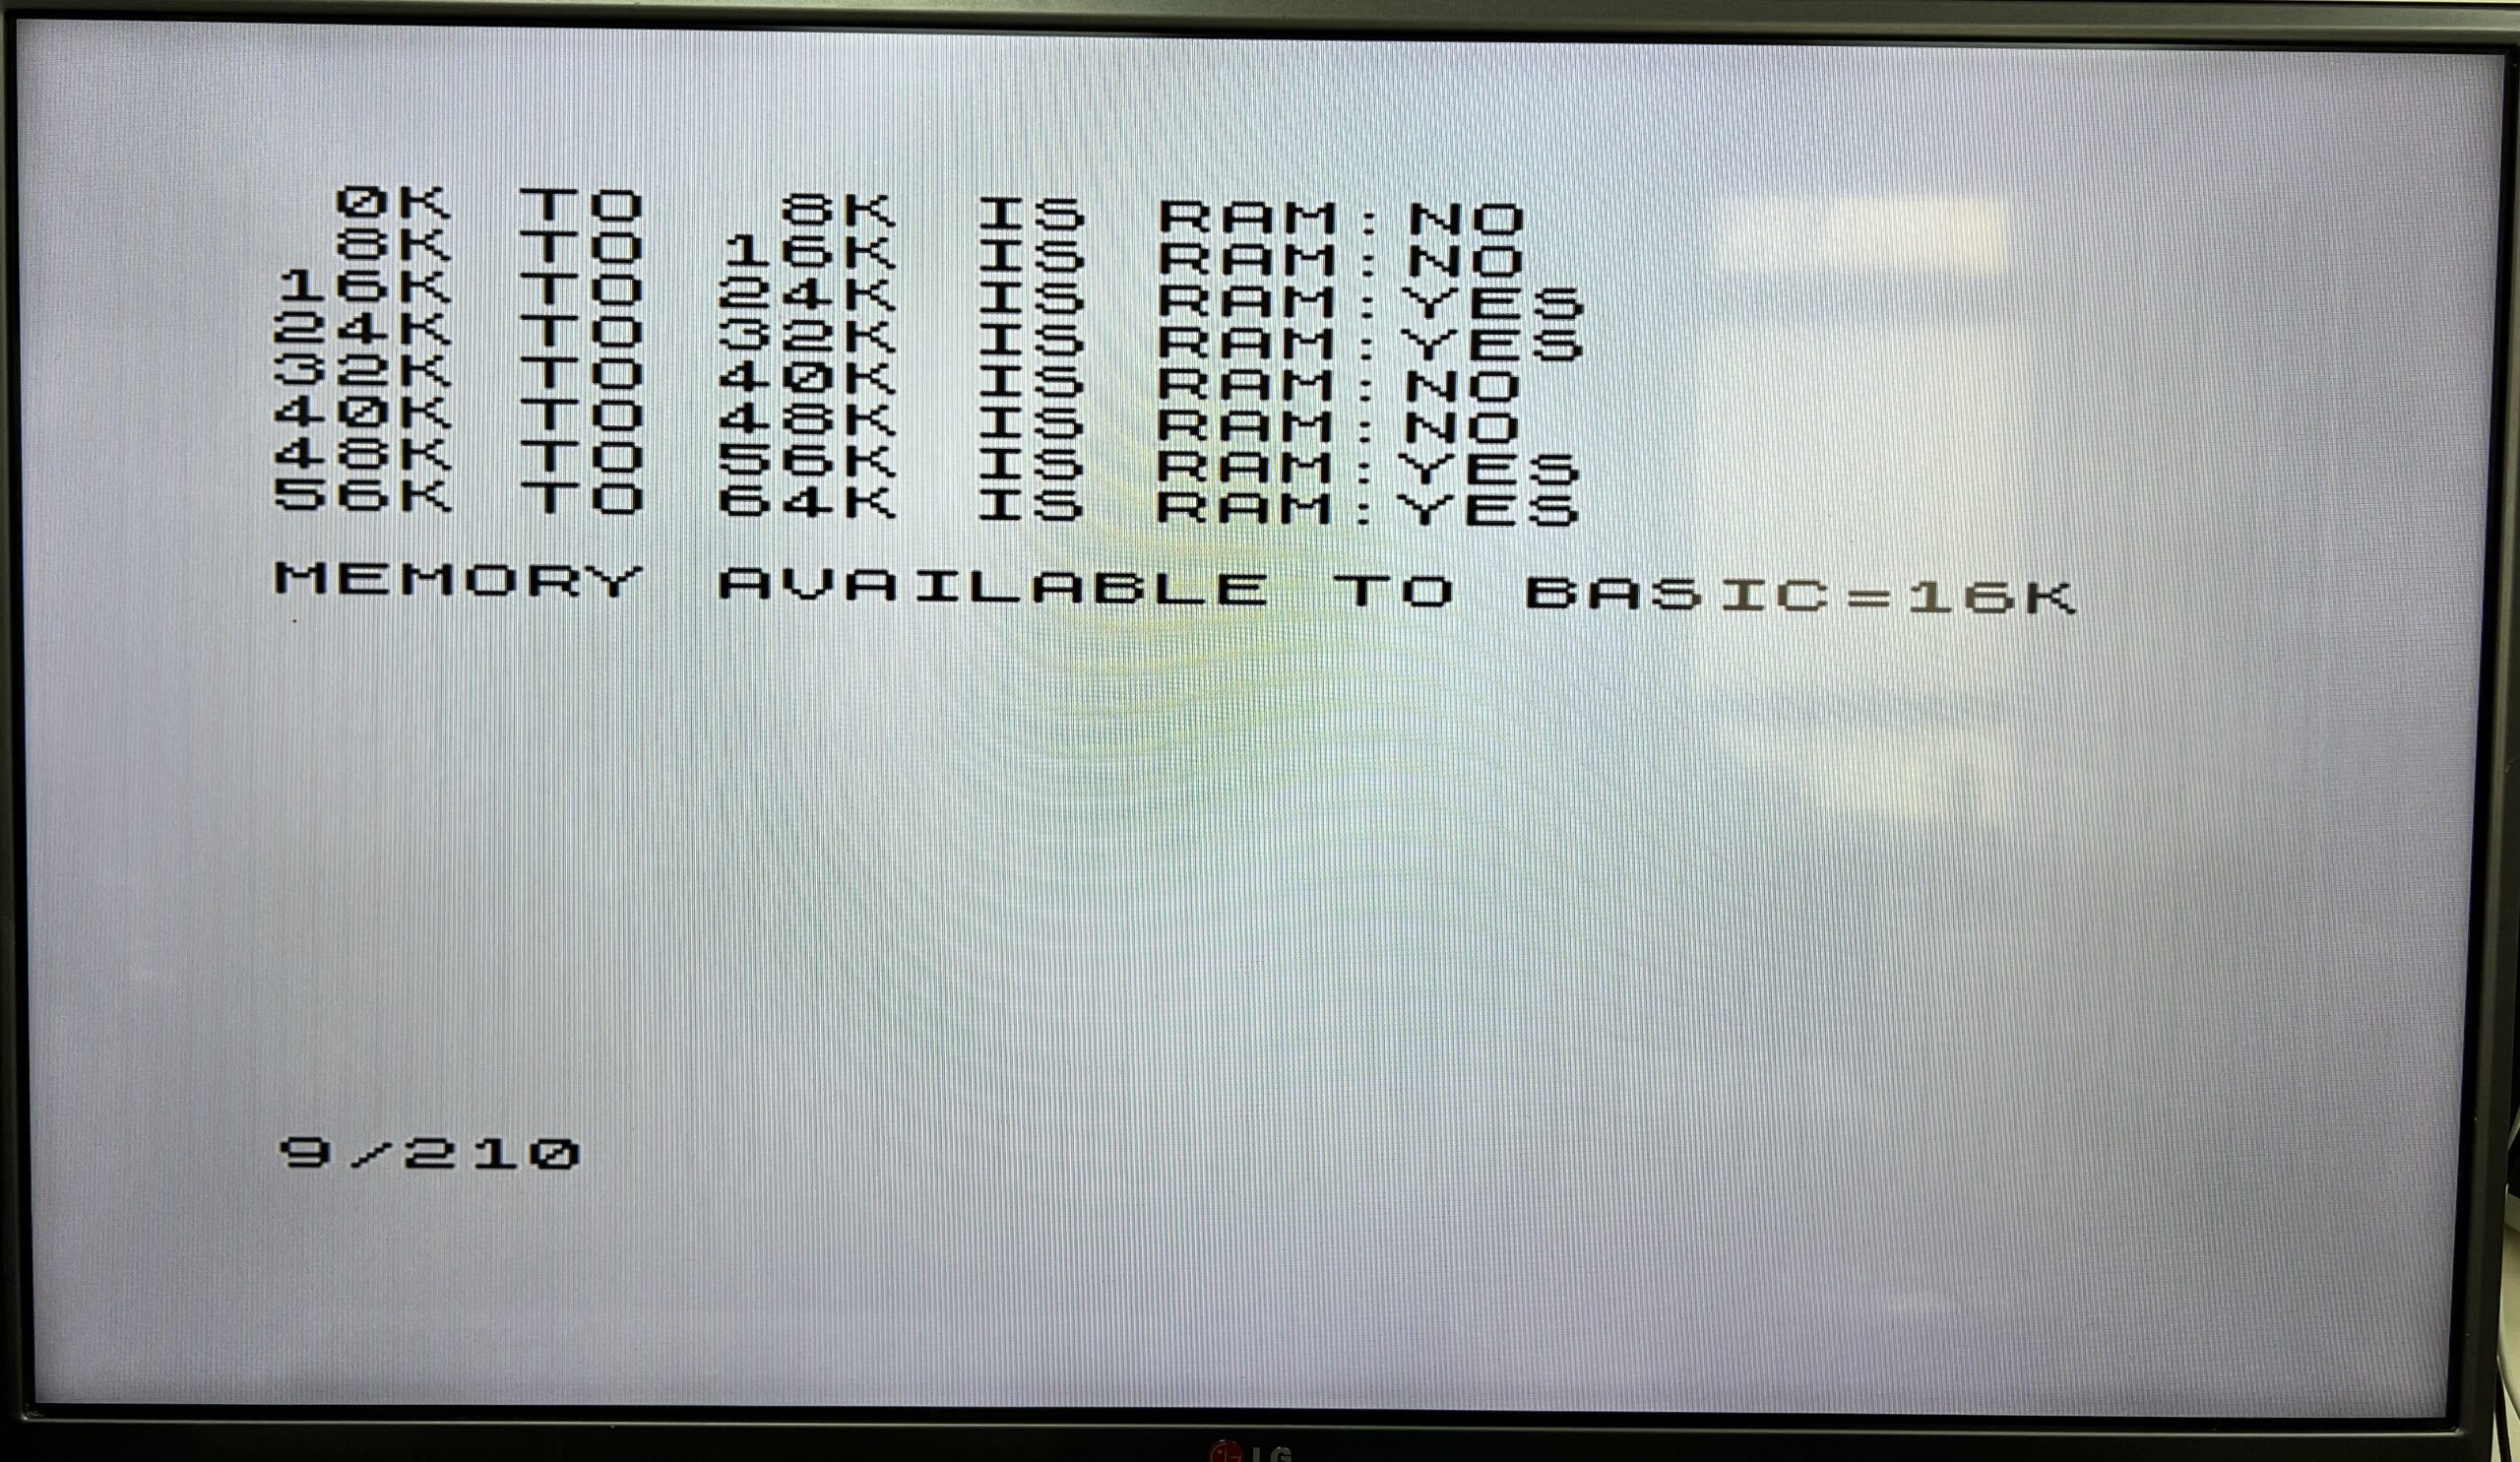 0K TO 8K IS RAM:NO
8K TO 16K IS RAM:NO
16K TO 24K IS RAM:YES
24K TO 32K IS RAM:YES
32K TO 40K IS RAM:NO
40K TO 48K IS RAM:NO
48K TO 56K IS RAM:YES
56K TO 64K IS RAM:YES
MEMORY AVAILABLE TO BASIC=16K
9/210
LG